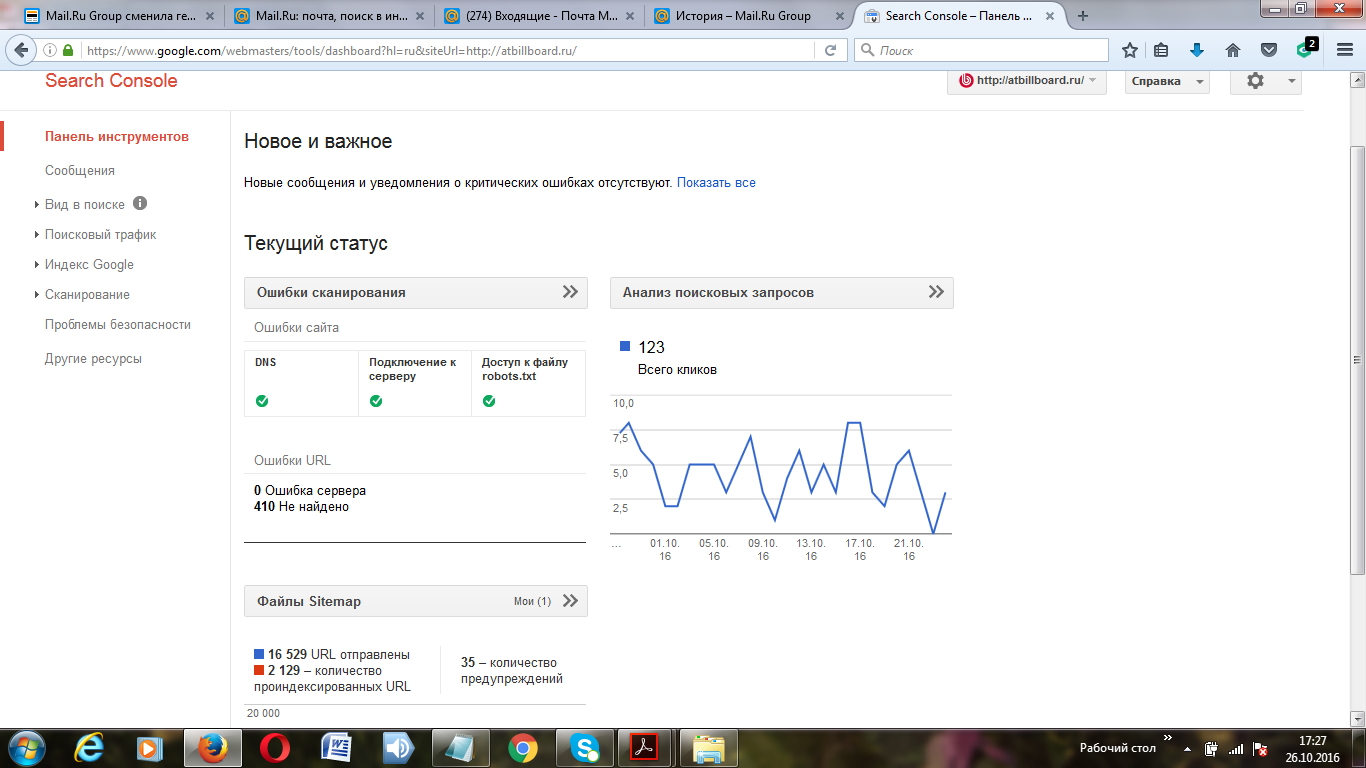 Mail.Ru Group сменила ге...
Mail.Ru: почта, поиск в ин...
(274) Входящие - Почта M...
История – Mail.Ru Group
Search Console – Панель ...
https://www.google.com/webmasters/tools/dashboard?hl=ru&siteUrl=http://atbillboard.ru/
Поиск
2
Search Console
http://atbillboard.ru/
Справка
Панель инструментов
Сообщения
Вид в поиске
Поисковый трафик
Индекс Google
Сканирование
Проблемы безопасности
Другие ресурсы
Новое и важное
Новые сообщения и уведомления о критических ошибках отсутствуют. Показать все
Текущий статус
Ошибки сканирования
Ошибки сайта
DNS
Подключение к
серверу
Доступ к файлу
robots.txt
Ошибки URL
0 Ошибка сервера
410 Не найдено
Анализ поисковых запросов
123
Всего кликов
10,0
7,5
5,0
2,5
...
01.10.
16
05.10.
16
09.10.
16
13.10.
16
17.10.
16
21.10.
16
Файлы Sitemap
Мои (1)
16 529 URL отправлены
2 129 – количество
проиндексированных URL
35 – количество
предупреждений
20 000
Рабочий стол
17:27
26.10.2016